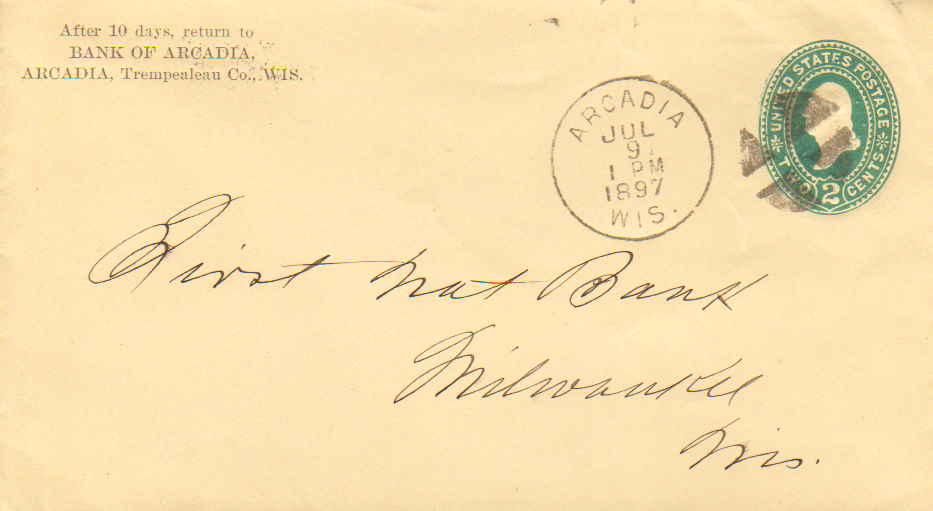 After 10 days, return to
BANK OF ARCADIA,
ARCADIA, Trempealeau Co., WIS.
ARCADIA
JUL
9
1 PM
1897
WIS.
UNITED STATES POSTAGE
TWO 2 CENTS
First Nat Bank
Milwaukee
Wis.